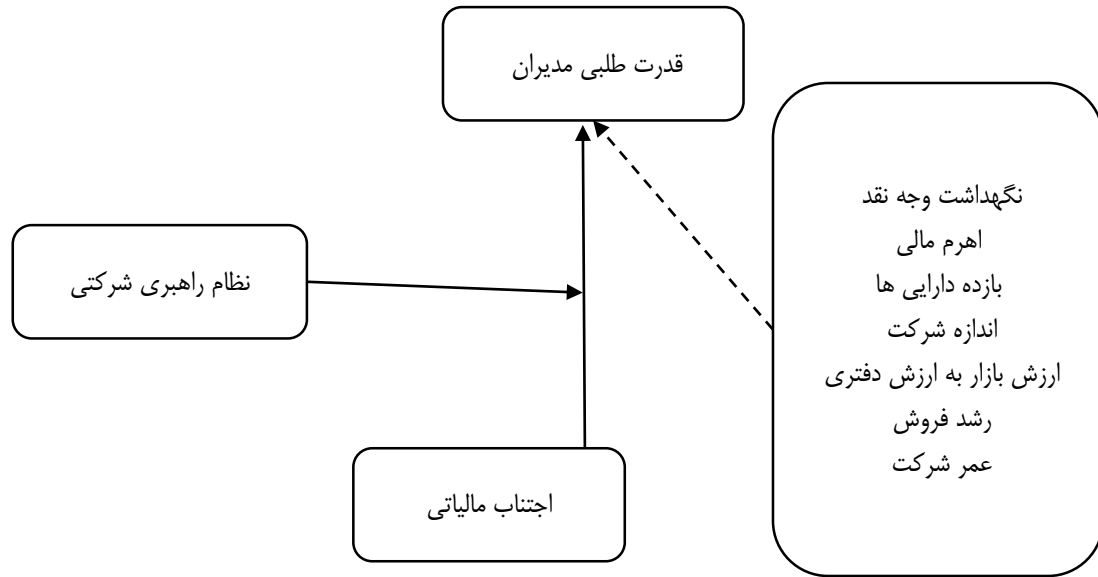 قدرت طلبی مدیران
نگهداشت وجه نقد
اهرم مالی
بازده دارایی ها
اندازه شرکت
ارزش بازار به ارزش دفتری
رشد فروش
عمر شرکت
نظام راهبری شرکتی
اجتناب مالیاتی